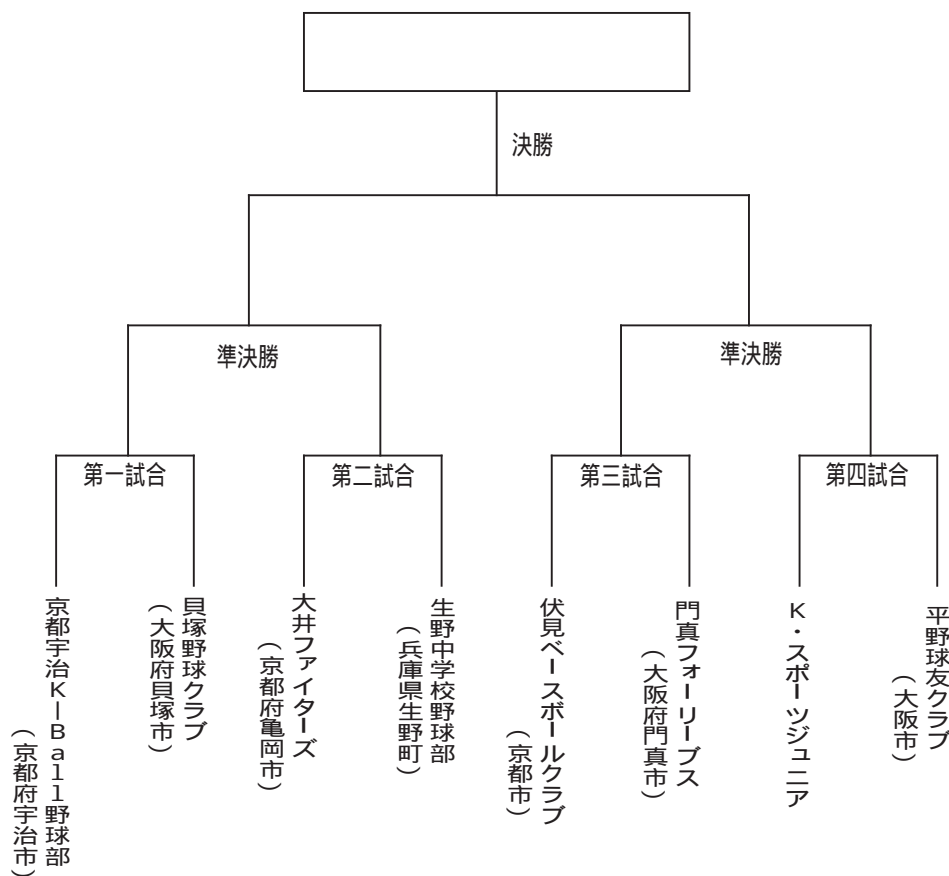 決勝
準決勝
準決勝
第一試合
第二試合
第三試合
第四試合
京都宇治K－Ball野球部
(京都府宇治市)
貝塚野球クラブ
(大阪府貝塚市)
大井ファイターズ
(京都府亀岡市)
生野中学校野球部
(兵庫県生野町)
伏見ベースボールクラブ
(京都市)
門真フォーリーブス
(大阪府門真市)
K・スポーツジュニア
平野球友クラブ
(大阪市)